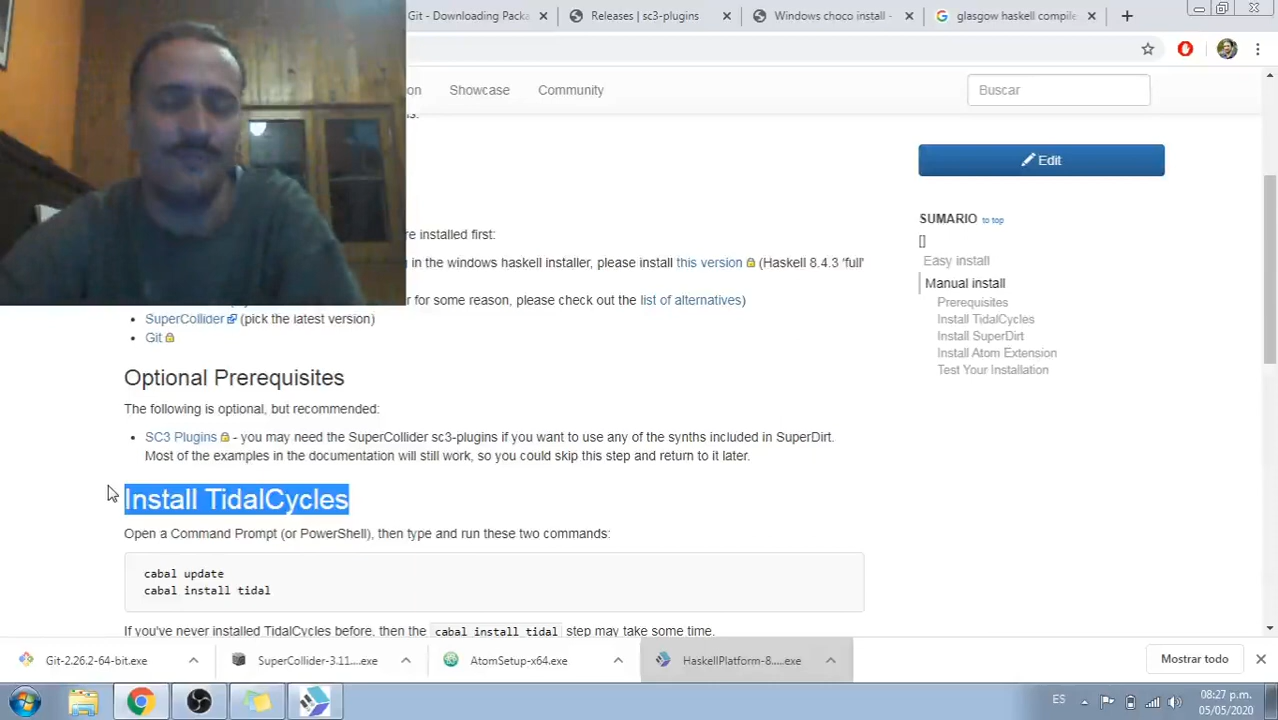 Git - Downloading Packa
Releases | sc3-plugins
Windows choco install -
glasgow haskell compile
on
Showcase
Community
Buscar
Edit
SUMARIO to top
[]
Easy install
Manual install
Prerequisites
Install TidalCycles
Install SuperDirt
Install Atom Extension
Test Your Installation
re installed first:
in the windows haskell installer, please install this version (Haskell 8.4.3 'full'
r for some reason, please check out the list of alternatives)
• SuperCollider (pick the latest version)
• Git
Optional Prerequisites
The following is optional, but recommended:
• SC3 Plugins - you may need the SuperCollider sc3-plugins if you want to use any of the synths included in SuperDirt.
Most of the examples in the documentation will still work, so you could skip this step and return to it later.
Install TidalCycles
Open a Command Prompt (or PowerShell), then type and run these two commands:
cabal update
cabal install tidal
If you've never installed TidalCycles before, then the cabal install tidal step may take some time.
Git-2.26.2-64-bit.exe
SuperCollider-3.11....exe
AtomSetup-x64.exe
HaskellPlatform-8....exe
Mostrar todo
ES
08:27 p.m.
05/05/2020